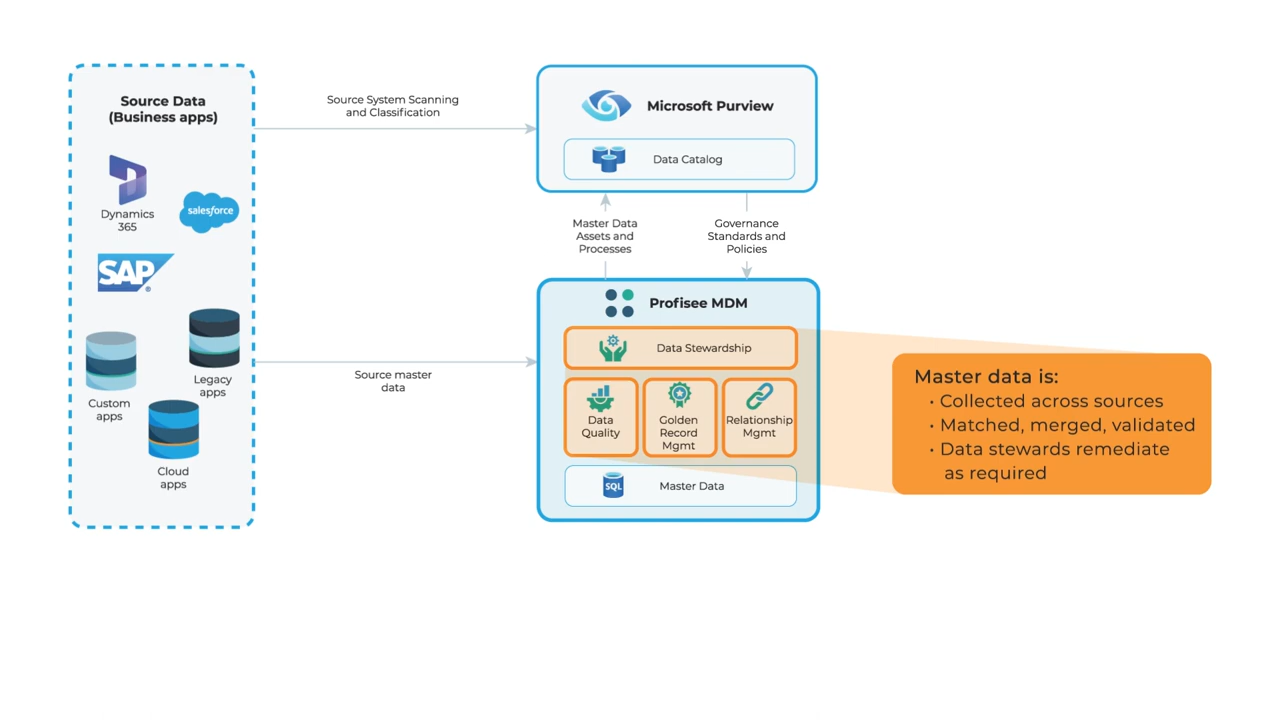 Source Data
(Business apps)
Dynamics
365
salesforce
SAP
®
Custom
apps
Legacy
apps
Cloud
apps
Source System Scanning
and Classification
Source master
data
Microsoft Purview
Data Catalog
Master Data
Assets and
Processes
Governance
Standards and
Policies
Profisee MDM
Data Stewardship
Data
Quality
Golden
Record
Mgmt
Relationship
Mgmt
SQL
Master Data
Master data is:
• Collected across sources
• Matched, merged, validated
• Data stewards remediate
as required